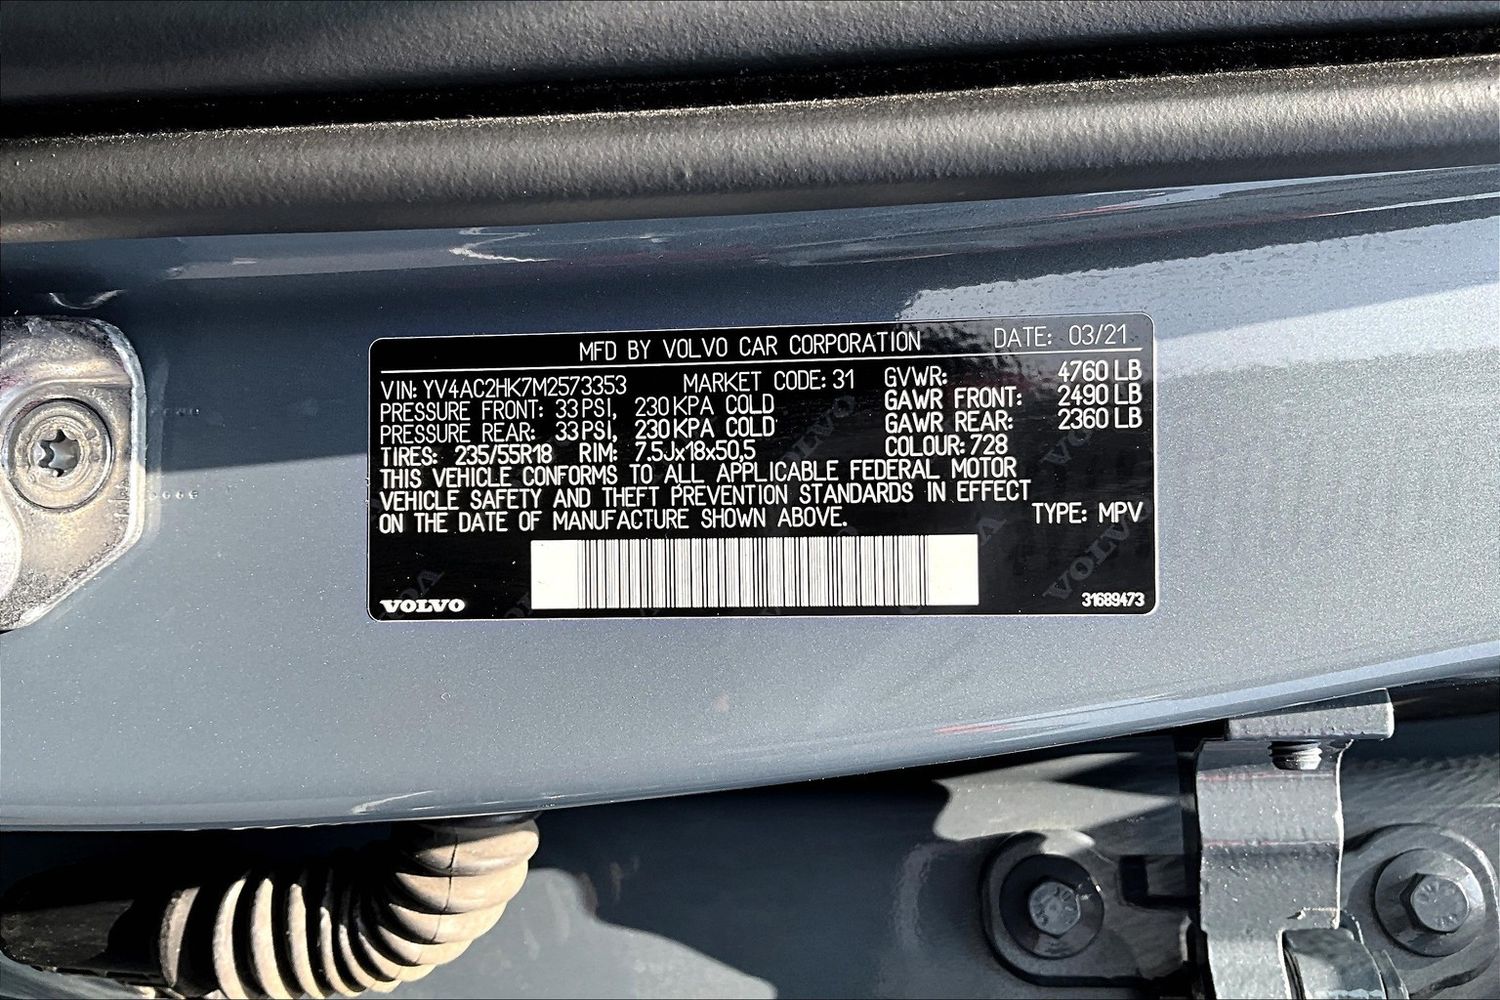 MFD BY VOLVO CAR CORPORATION DATE: 03/21
VIN: YV4AC2HK7M2573353 MARKET CODE: 31 GVWR: 4760 LB
PRESSURE FRONT: 33 PSI, 230 KPA COLD GAWR FRONT: 2490 LB
PRESSURE REAR: 33 PSI, 230 KPA COLD GAWR REAR: 2360 LB
TIRES: 235/55R18 RIM: 7.5Jx18x50,5 COLOUR: 728
THIS VEHICLE CONFORMS TO ALL APPLICABLE FEDERAL MOTOR
VEHICLE SAFETY AND THEFT PREVENTION STANDARDS IN EFFECT
ON THE DATE OF MANUFACTURE SHOWN ABOVE. TYPE: MPV
VOLVO 31689473